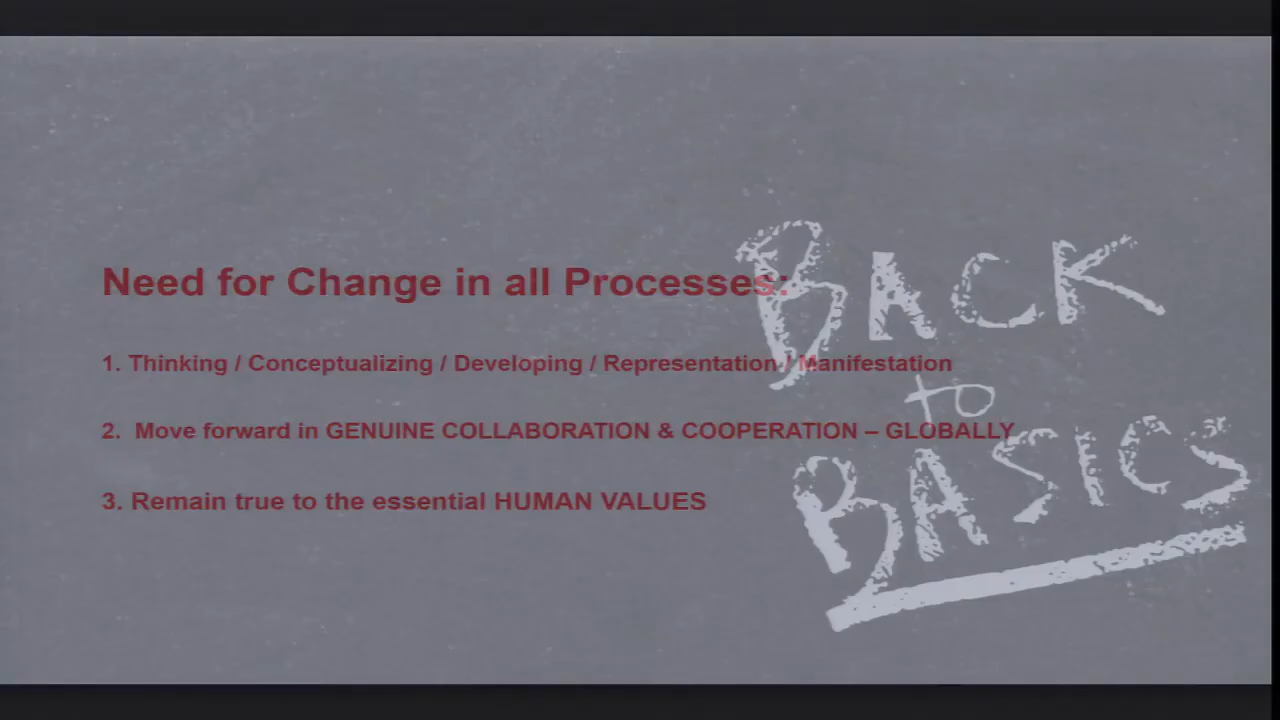 Need for Change in all Processes:
1. Thinking / Conceptualizing / Developing / Representation / Manifestation
2. Move forward in GENUINE COLLABORATION & COOPERATION – GLOBALLY
3. Remain true to the essential HUMAN VALUES
BACK
to
BASICS